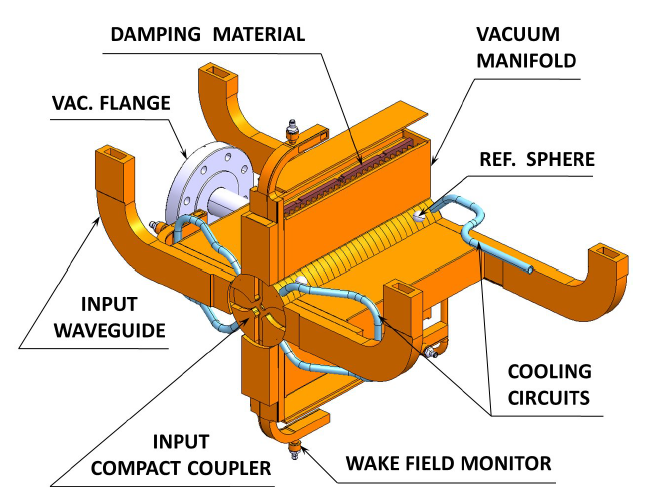 DAMPING MATERIAL
VACUUM
MANIFOLD
VAC. FLANGE
REF. SPHERE
INPUT
WAVEGUIDE
COOLING
CIRCUITS
INPUT
COMPACT COUPLER
WAKE FIELD MONITOR